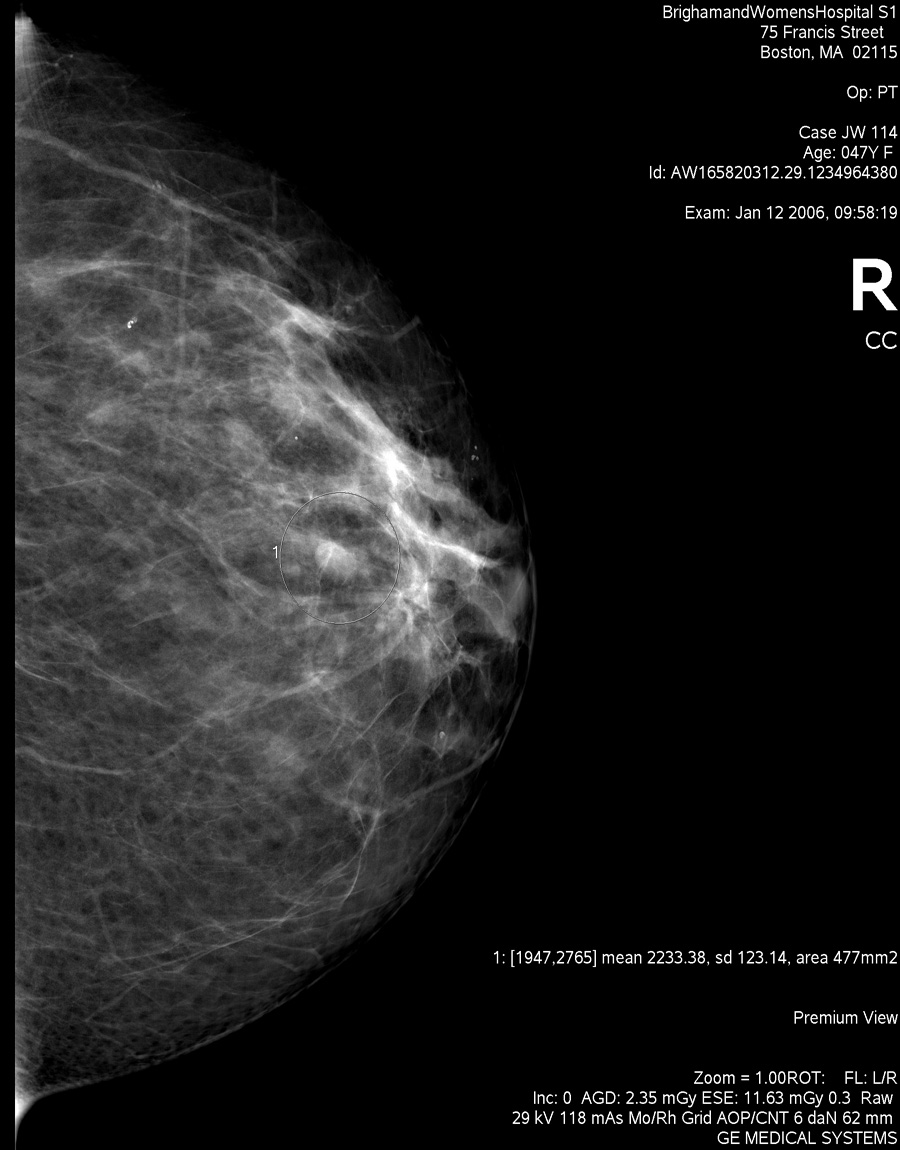 BrighamandWomensHospital S1
75 Francis Street
Boston, MA 02115
Op: PT
Case JW 114
Age: 047Y F
Id: AW165820312.29.1234964380
Exam: Jan 12 2006, 09:58:19
R
CC
1
1: [1947,2765] mean 2233.38, sd 123.14, area 477mm2
Premium View
Zoom = 1.00ROT: FL: L/R
Inc: 0 AGD: 2.35 mGy ESE: 11.63 mGy 0.3 Raw
29 kV 118 mAs Mo/Rh Grid AOP/CNT 6 daN 62 mm
GE MEDICAL SYSTEMS